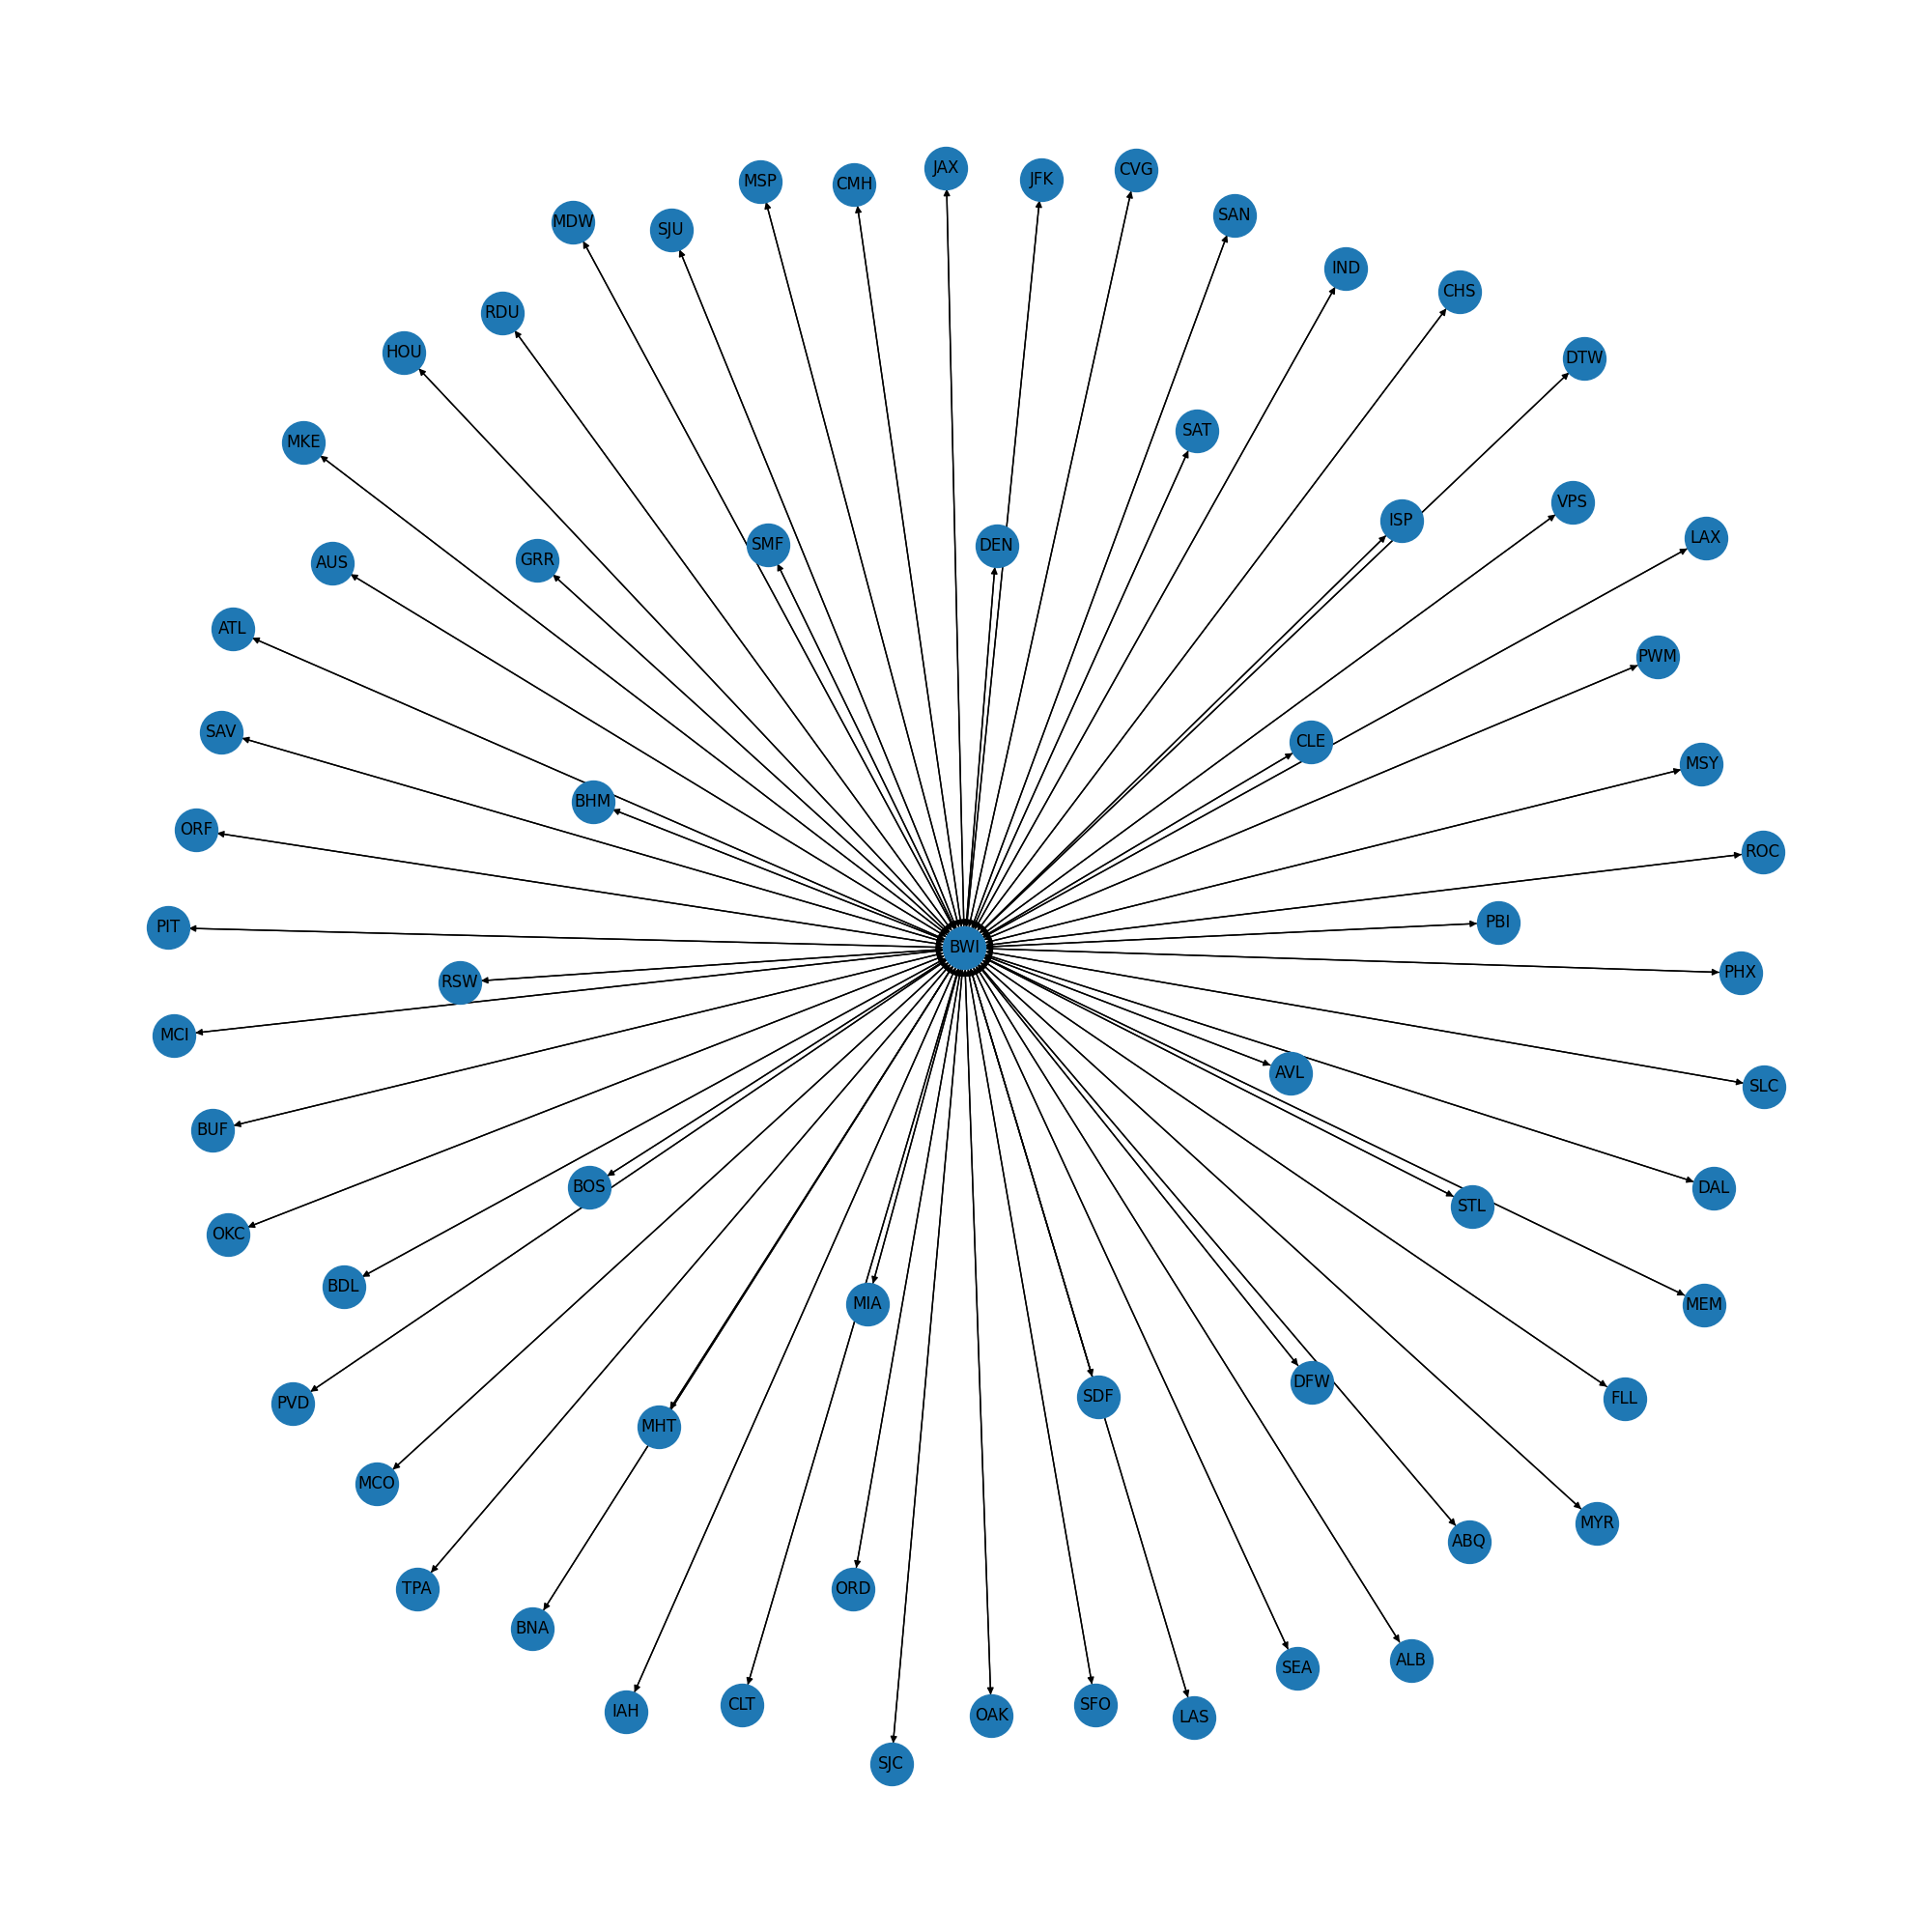 JAX
CVG
JFK
MSP
CMH
SAN
MDW
SJU
IND
CHS
RDU
HOU
DTW
SAT
MKE
VPS
ISP
LAX
SMF
DEN
GRR
AUS
ATL
PWM
SAV
CLE
MSY
BHM
ORF
ROC
PBI
PIT
BWI
PHX
RSW
MCI
AVL
SLC
BUF
BOS
DAL
STL
OKC
BDL
MIA
MEM
DFW
SDF
FLL
PVD
MHT
MCO
MYR
ABQ
TPA
ORD
BNA
ALB
SEA
CLT
SFO
IAH
OAK
LAS
SJC